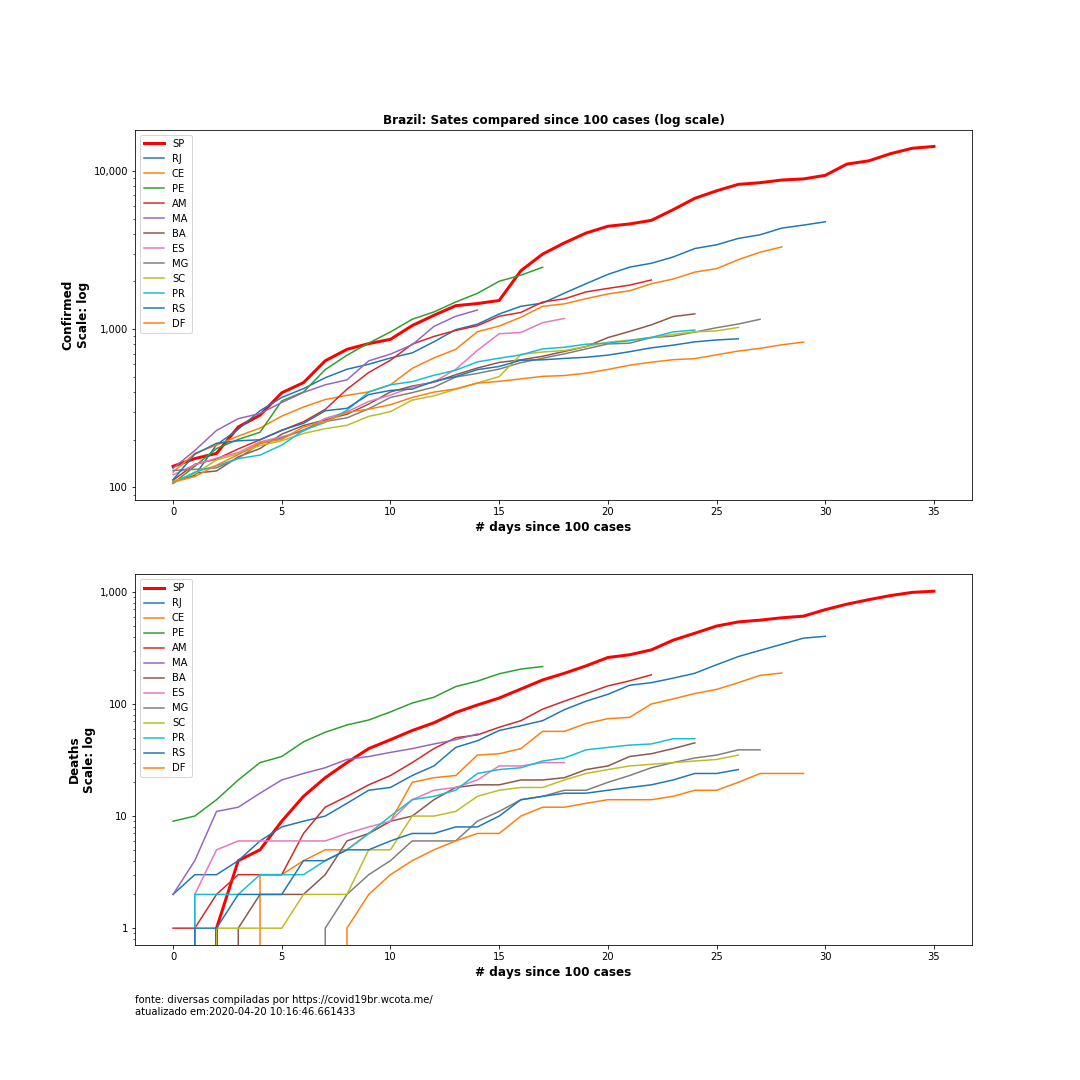 Brazil: Sates compared since 100 cases (log scale)
SP
RJ
CE
PE
AM
MA
BA
ES
MG
SC
PR
RS
DF
10,000
1,000
100
Confirmed
Scale: log
0 5 10 15 20 25 30 35
# days since 100 cases
SP
RJ
CE
PE
AM
MA
BA
ES
MG
SC
PR
RS
DF
1,000
100
10
1
Deaths
Scale: log
0 5 10 15 20 25 30 35
# days since 100 cases
fonte: diversas compiladas por https://covid19br.wcota.me/
atualizado em:2020-04-20 10:16:46.661433